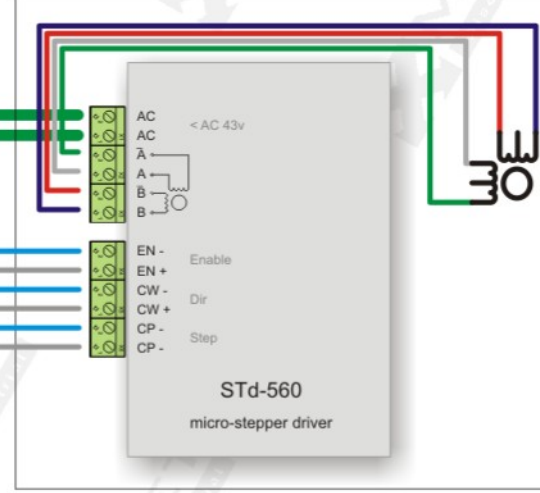 AC
AC
< AC 43v
A̅
A
B̅
B
EN -
EN +
Enable
CW -
CW +
Dir
CP -
CP -
Step
STd-560
micro-stepper driver